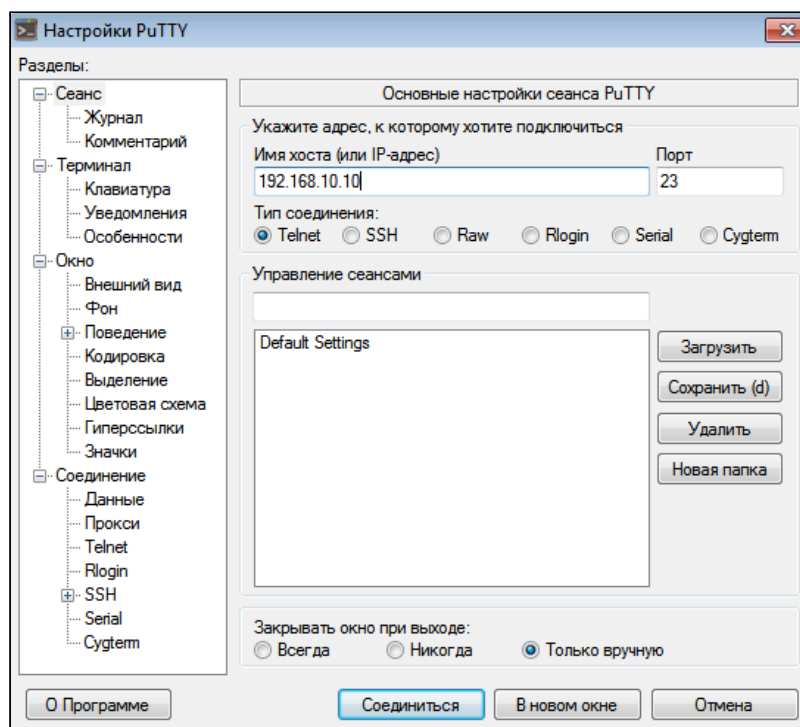 Настройки PuTTY
Разделы:
Сеанс
Журнал
Комментарий
Терминал
Клавиатура
Уведомления
Особенности
Окно
Внешний вид
Фон
Поведение
Кодировка
Выделение
Цветовая схема
Гиперссылки
Значки
Соединение
Данные
Прокси
Telnet
Rlogin
SSH
Serial
Cygterm
Основные настройки сеанса PuTTY
Укажите адрес, к которому хотите подключиться
Имя хоста (или IP-адрес) Порт
192.168.10.10 23
Тип соединения:
Telnet SSH Raw Rlogin Serial Cygterm
Управление сеансами
Default Settings
Загрузить
Сохранить (d)
Удалить
Новая папка
Закрывать окно при выходе:
Всегда Никогда Только вручную
О Программе Соединиться В новом окне Отмена